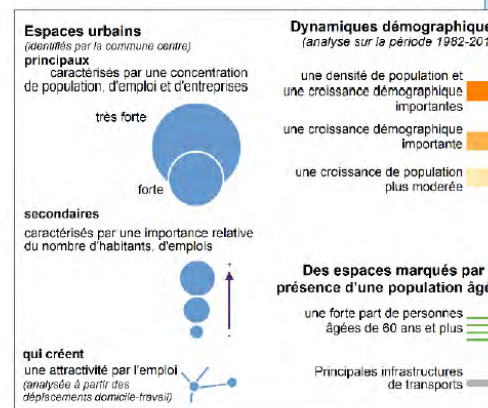 Espaces urbains
(identifiés par la commune centre)
principaux
caractérisés par une concentration
de population, d'emploi et d'entreprises
très forte
forte
secondaires
caractérisés par une importance relative
du nombre d'habitants, d'emplois
+
-
qui créent
une attractivité par l'emploi
(analysée à partir des
déplacements domicile-travail)
Dynamiques démographique
(analyse sur la période 1982-201
une densité de population et
une croissance démographique
importantes
une croissance démographique
importante
une croissance de population
plus moderée
Des espaces marqués par
présence d'une population âgé
une forte part de personnes
âgées de 60 ans et plus
Principales infrastructures
de transports